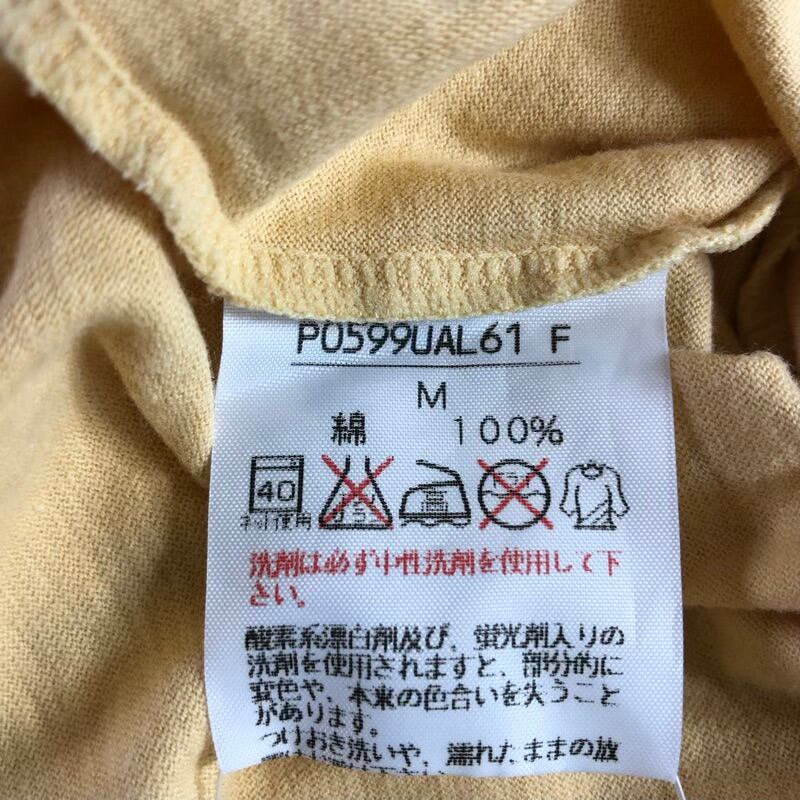 P0599UAL61 F
M
綿 100%
40
ネット使用
洗剤は必ず中性洗剤を使用して下
さい。
酸素系漂白剤及び、蛍光剤入りの
洗剤を使用されますと、部分的に
変色や、本来の色合いを失うこと
があります。
つけおき洗いや、濡れたままの放